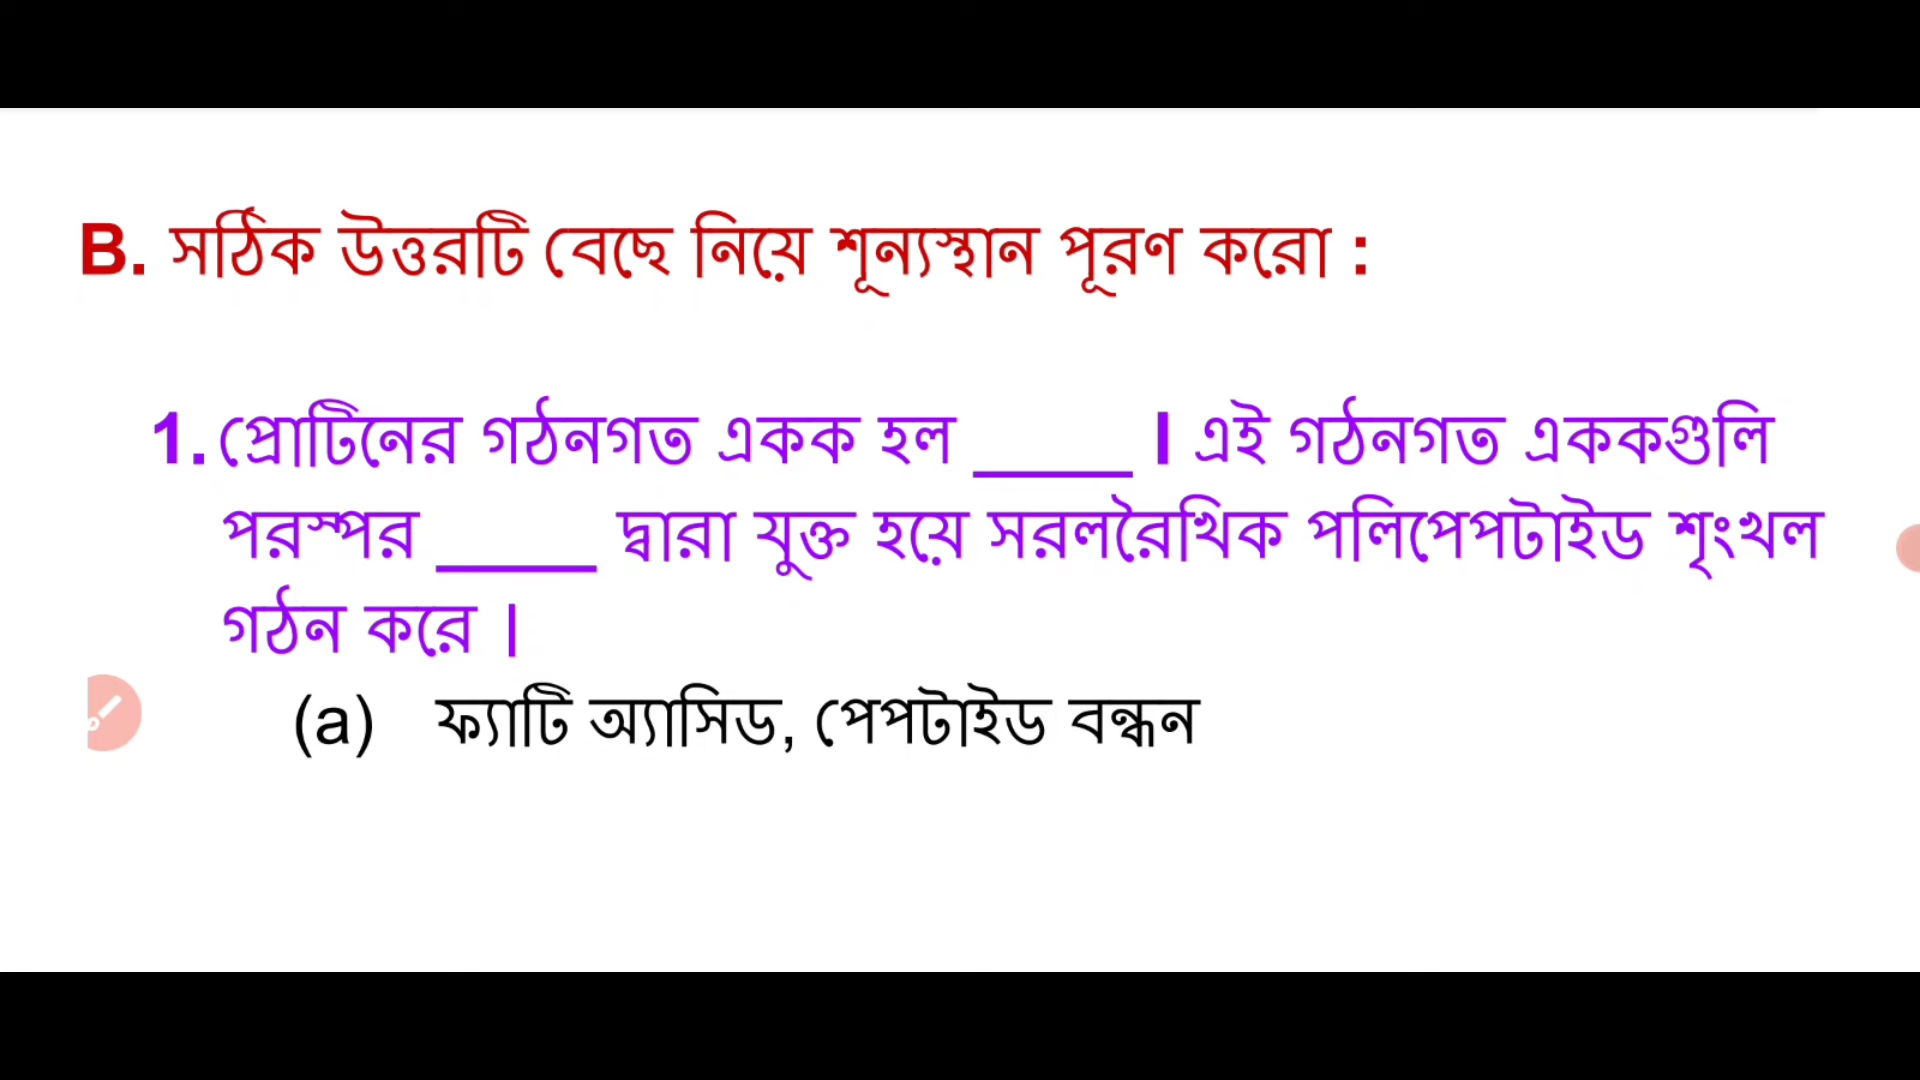 B. সঠিক উত্তরটি বেছে নিয়ে শূন্যস্থান পূরণ করো :
1. প্রোটিনের গঠনগত একক হল _____ । এই গঠনগত এককগুলি
পরস্পর _____ দ্বারা যুক্ত হয়ে সরলরৈখিক পলিপেপটাইড শৃংখল
গঠন করে ।
(a) ফ্যাটি অ্যাসিড, পেপটাইড বন্ধন